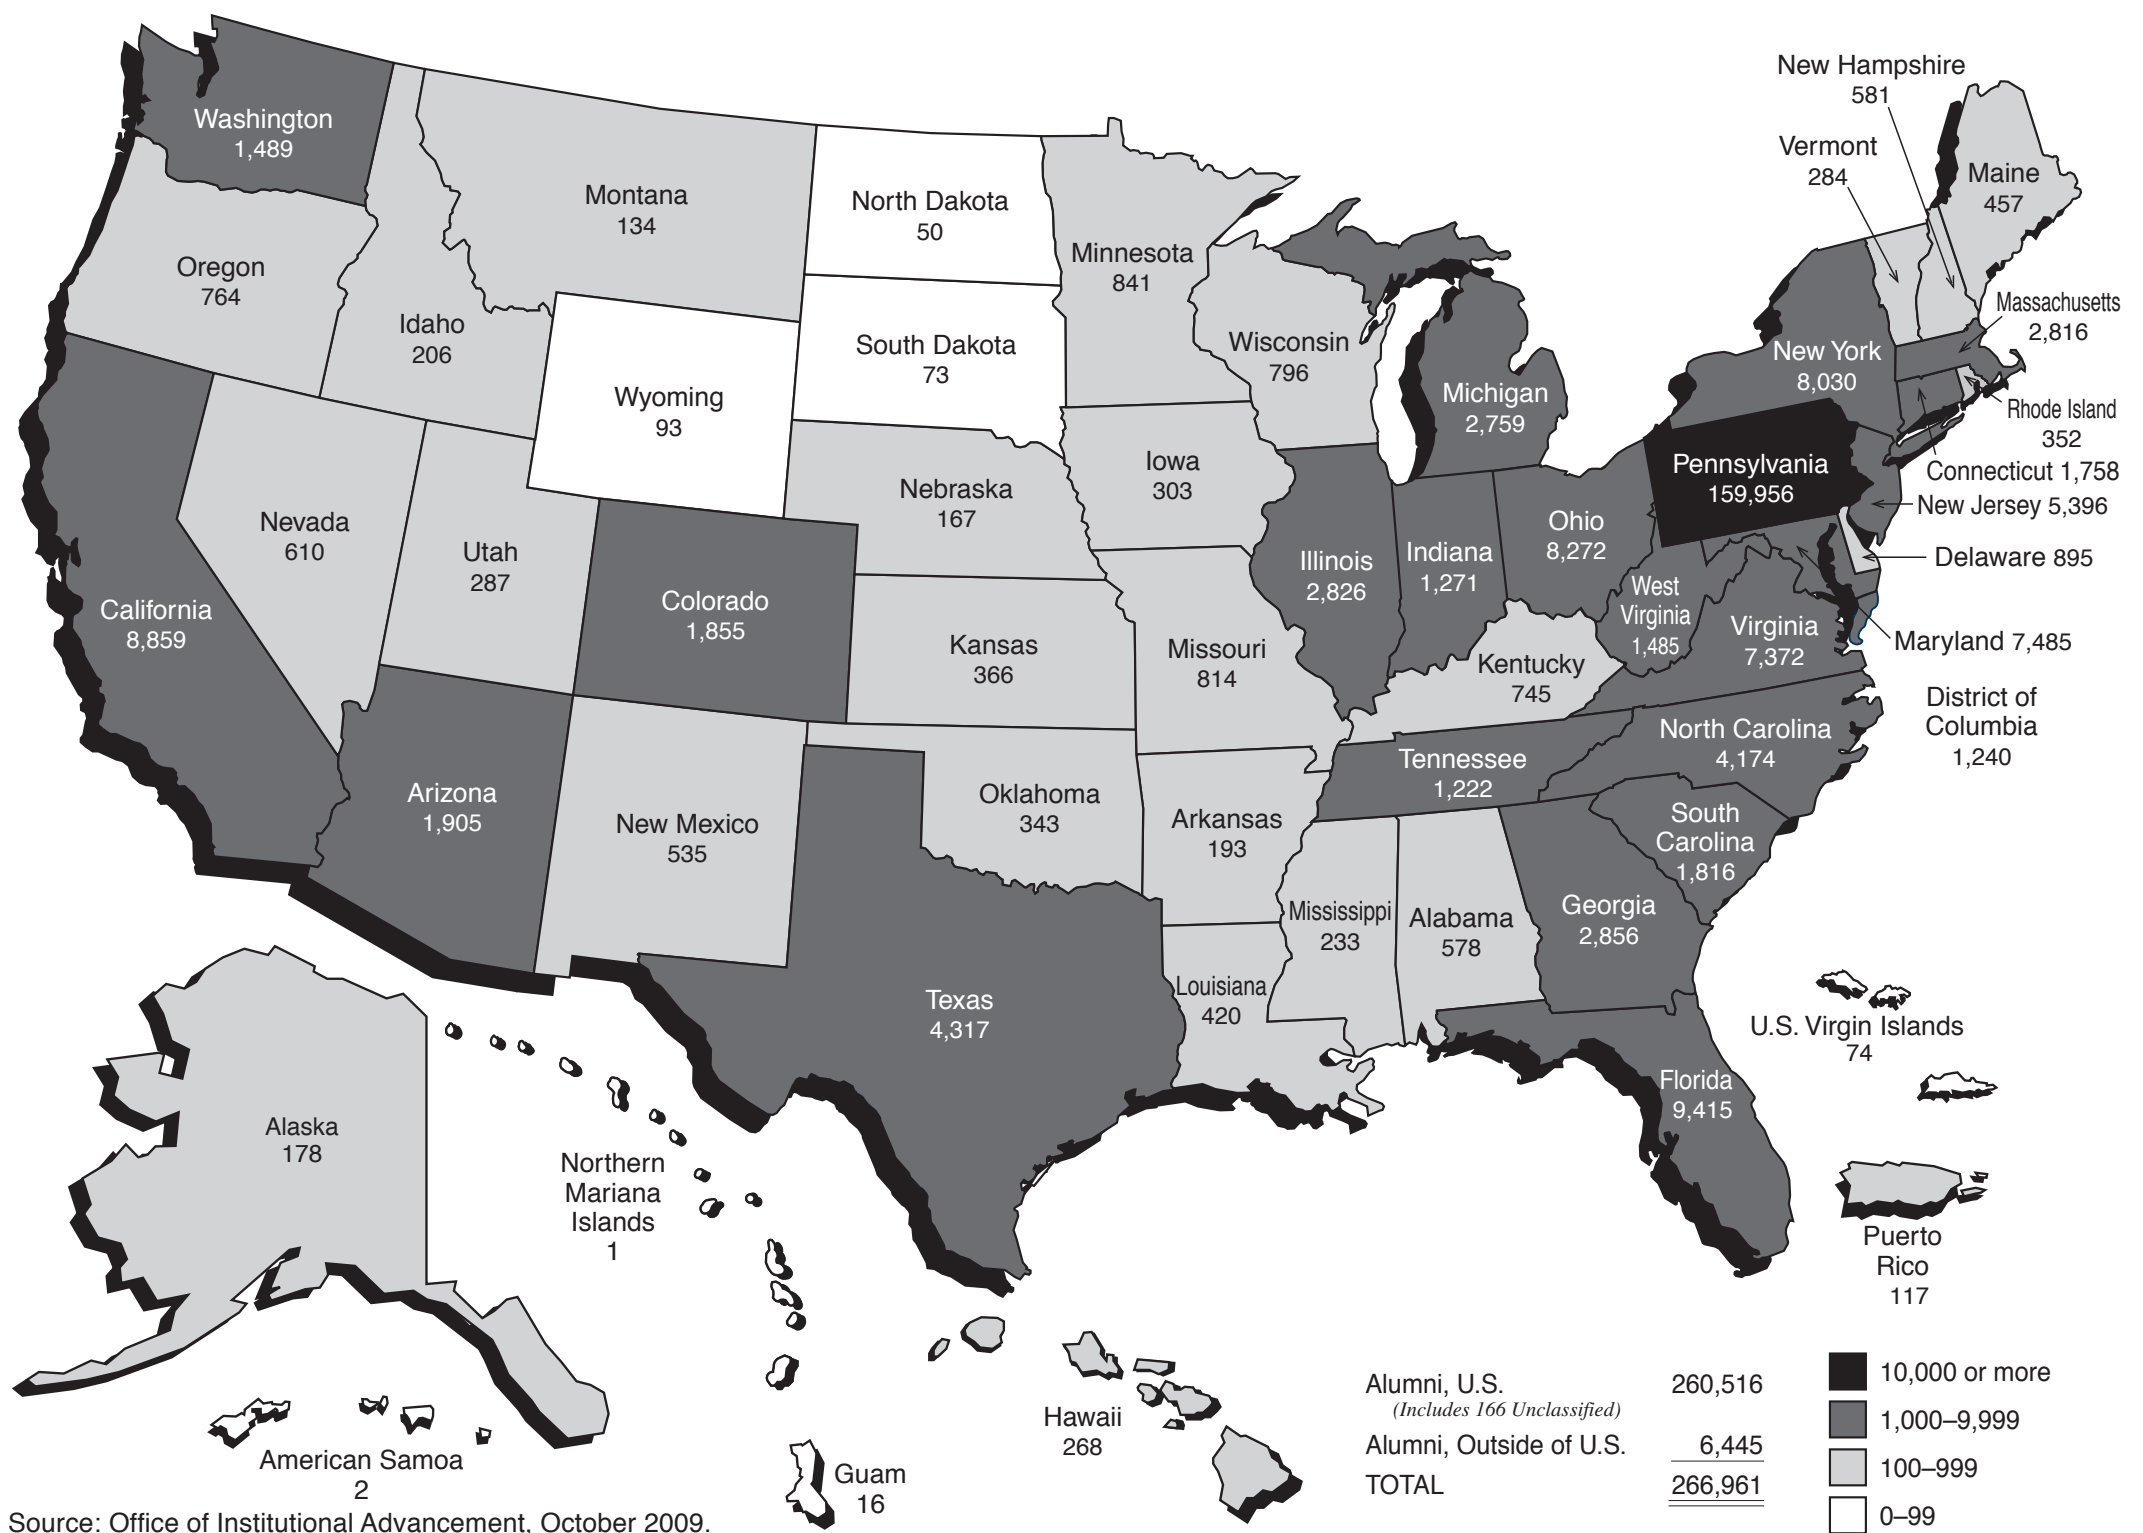 Washington
1,489
Oregon
764
California
8,859
Nevada
610
Idaho
206
Montana
134
Wyoming
93
Utah
287
Colorado
1,855
Arizona
1,905
New Mexico
535
North Dakota
50
South Dakota
73
Nebraska
167
Kansas
366
Oklahoma
343
Texas
4,317
Minnesota
841
Iowa
303
Missouri
814
Arkansas
193
Louisiana
420
Wisconsin
796
Illinois
2,826
Michigan
2,759
Indiana
1,271
Ohio
8,272
Kentucky
745
Tennessee
1,222
Mississippi
233
Alabama
578
Georgia
2,856
Florida
9,415
South
Carolina
1,816
North Carolina
4,174
Virginia
7,372
West
Virginia
1,485
Pennsylvania
159,956
New York
8,030
New Hampshire
581
Vermont
284
Maine
457
Massachusetts
2,816
Rhode Island
352
Connecticut 1,758
New Jersey 5,396
Delaware 895
Maryland 7,485
District of
Columbia
1,240
U.S. Virgin Islands
74
Puerto
Rico
117
Alaska
178
Northern
Mariana
Islands
1
American Samoa
2
Guam
16
Hawaii
268
Alumni, U.S. 260,516
(Includes 166 Unclassified)
Alumni, Outside of U.S. 6,445
TOTAL 266,961
10,000 or more
1,000–9,999
100–999
0–99
Source: Office of Institutional Advancement, October 2009.